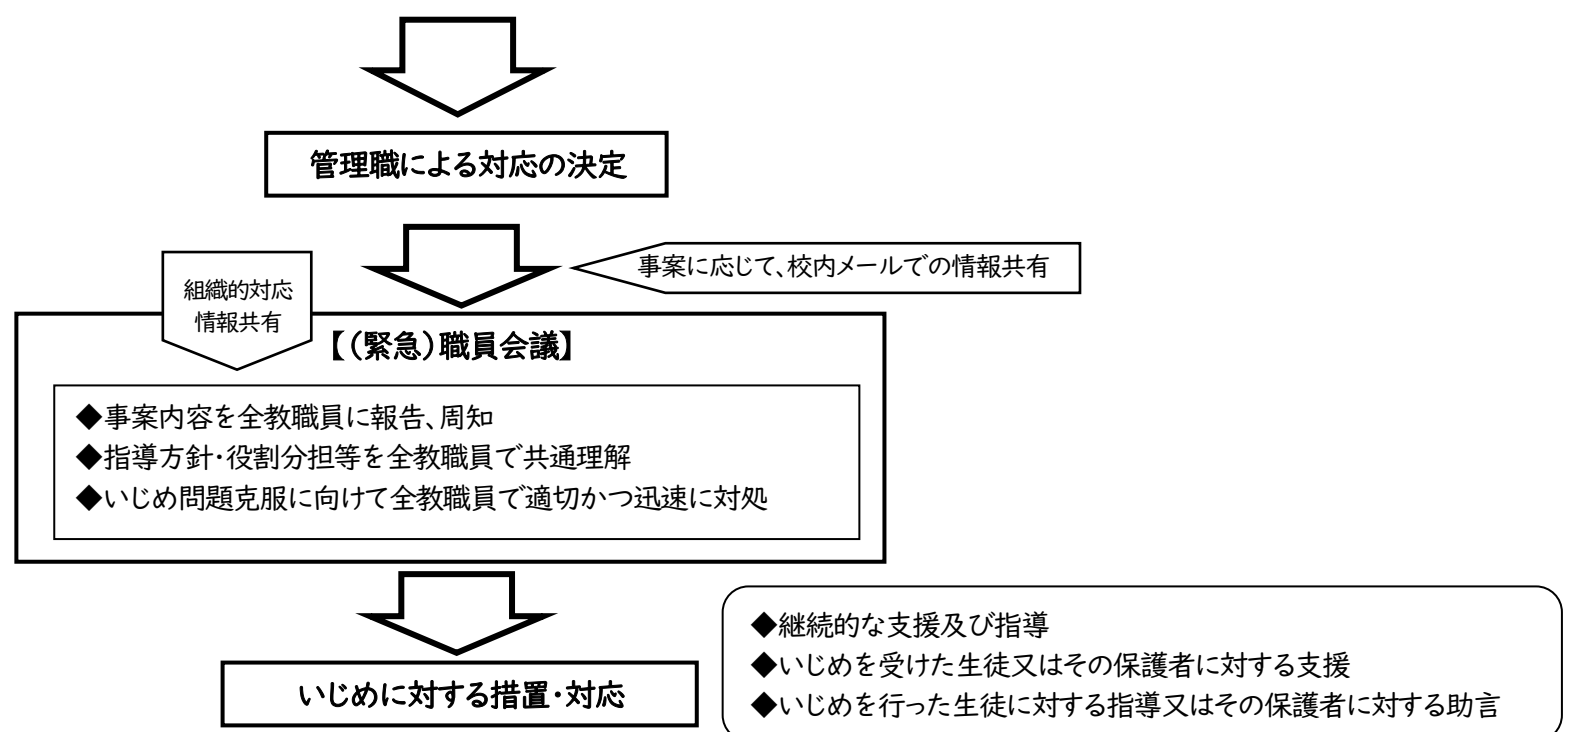 管理職による対応の決定
事案に応じて、校内メールでの情報共有
組織的対応
情報共有
【（緊急）職員会議】
◆事案内容を全教職員に報告、周知
◆指導方針・役割分担等を全教職員で共通理解
◆いじめ問題克服に向けて全教職員で適切かつ迅速に対処
◆継続的な支援及び指導
◆いじめを受けた生徒又はその保護者に対する支援
◆いじめを行った生徒に対する指導又はその保護者に対する助言
いじめに対する措置・対応